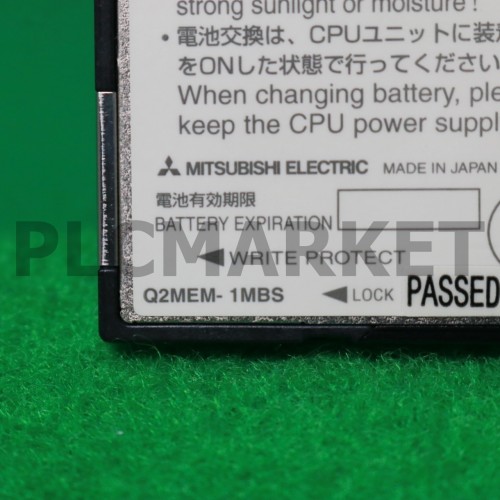 strong sunlight or moisture!
・電池交換は、CPUユニットに装
をONした状態で行ってください
When changing battery,
keep the CPU power
MITSUBISHI ELECTRIC MADE IN JAPAN
電池有効期限
BATTERY EXPIRATION
PLCMARKET
◀ WRITE PROTECT
Q2MEM- 1MBS ◀ LOCK PASSED